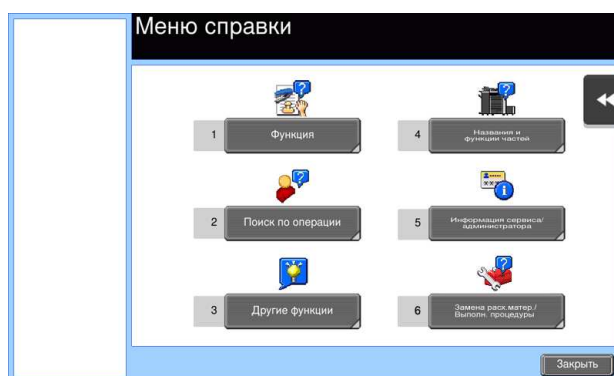 Меню справки
1 Функция
4 Названия и
функции частей
2 Поиск по операции
5 Информация сервиса/
администратора
3 Другие функции
6 Замена расх.матер./
Выполн. процедуры
Закрыть